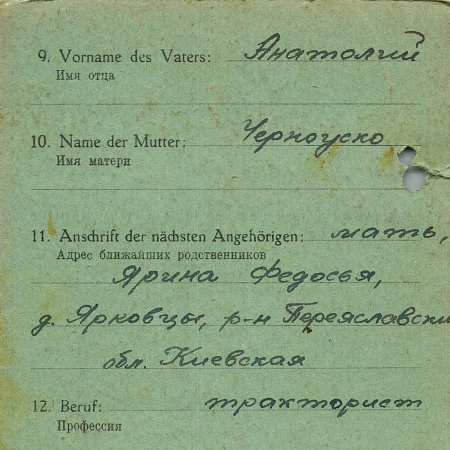 9. Vorname des Vaters: Анатолий
Имя отца
10. Name der Mutter: Черноуско
Имя матери
11. Anschrift der nächsten Angehörigen: мать,
Адрес ближайших родственников
Ярина Федосья,
д. Ярковцы, р-н Переяславски
обл. Киевская
12. Beruf: тракторист
Профессия